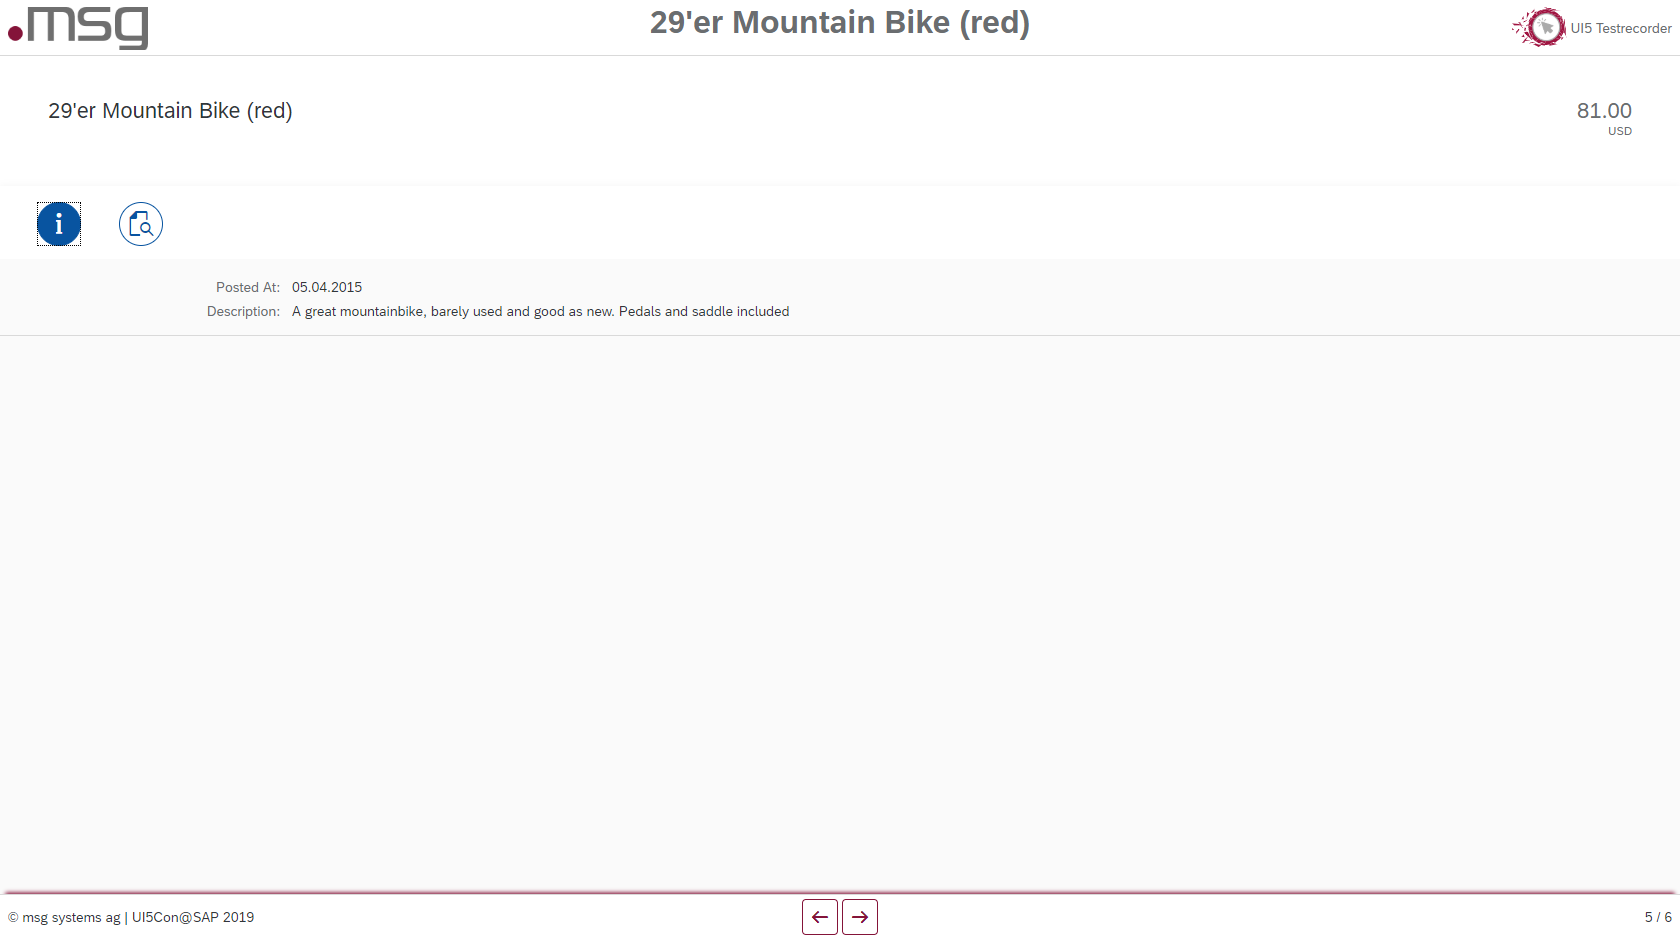 .msg
29'er Mountain Bike (red)
UI5 Testrecorder
29'er Mountain Bike (red)
81.00
USD
Posted At: 05.04.2015
Description: A great mountainbike, barely used and good as new. Pedals and saddle included
© msg systems ag | UI5Con@SAP 2019
5 / 6